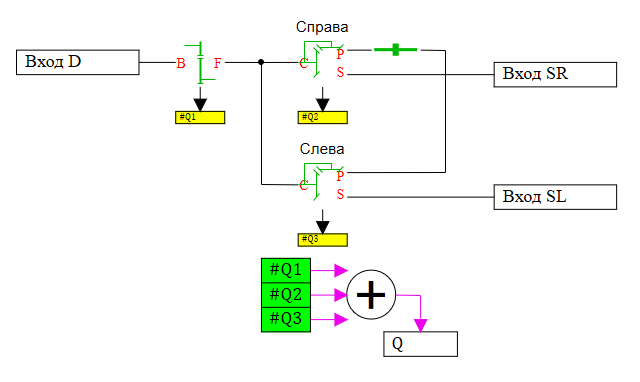 Справа
Вход D
B
F
C
P
S
Вход SR
#Q1
#Q2
Слева
C
P
S
Вход SL
#Q3
#Q1
#Q2
#Q3
+
Q